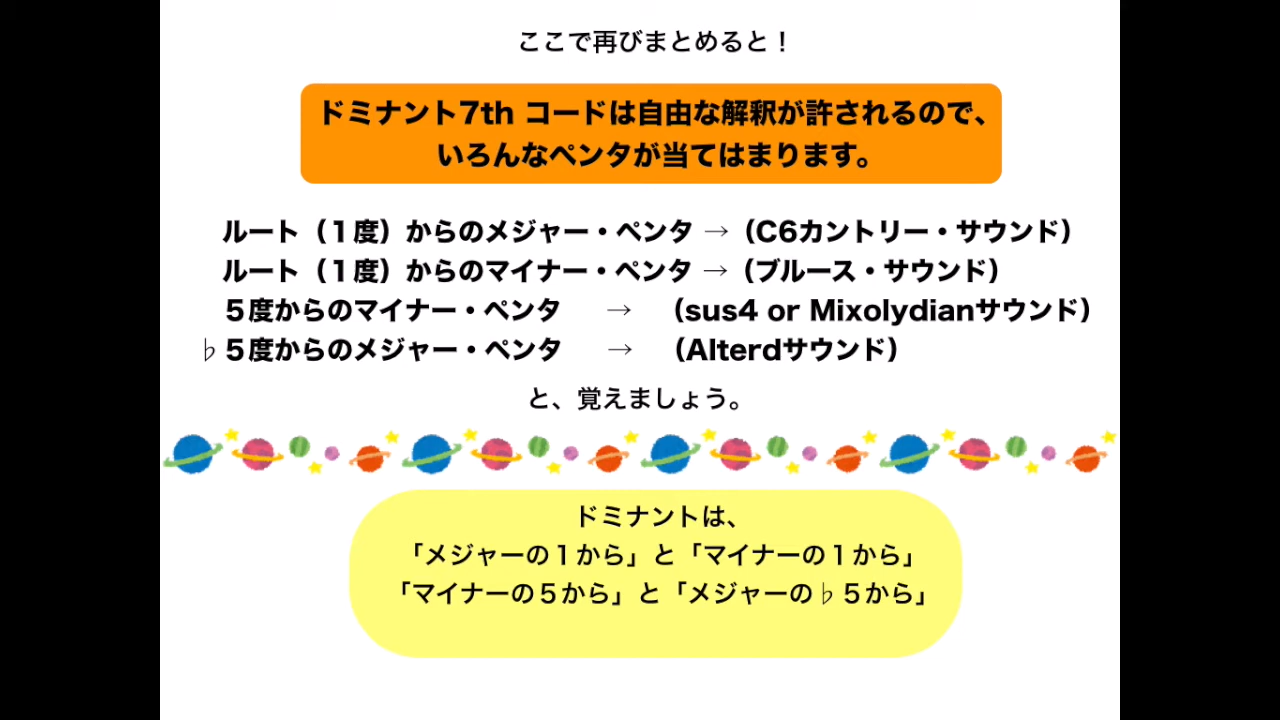 ここで再びまとめると！
ドミナント7th コードは自由な解釈が許されるので、
いろんなペンタが当てはまります。
ルート（１度）からのメジャー・ペンタ →（C6カントリー・サウンド）
ルート（１度）からのマイナー・ペンタ →（ブルース・サウンド）
５度からのマイナー・ペンタ → （sus4 or Mixolydianサウンド）
♭５度からのメジャー・ペンタ → （Alterdサウンド）
と、覚えましょう。
ドミナントは、
「メジャーの１から」と「マイナーの１から」
「マイナーの５から」と「メジャーの♭５から」